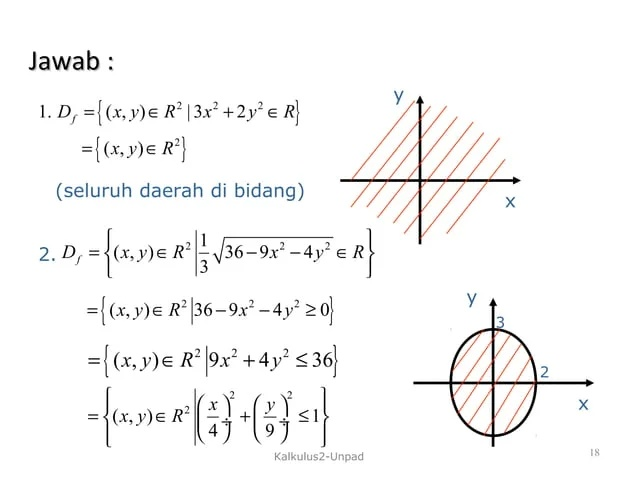 Jawab :
1. D_f = {(x, y) ∈ R² | 3x² + 2y² ∈ R}
= {(x, y) ∈ R²}
(seluruh daerah di bidang)
y
x
2. D_f = {(x, y) ∈ R² | 1/3 √(36 − 9x² − 4y²) ∈ R}
= {(x, y) ∈ R² | 36 − 9x² − 4y² ≥ 0}
= {(x, y) ∈ R² | 9x² + 4y² ≤ 36}
= {(x, y) ∈ R² | (x/4)² + (y/9)² ≤ 1}
y
3
2
x
Kalkulus2-Unpad
18